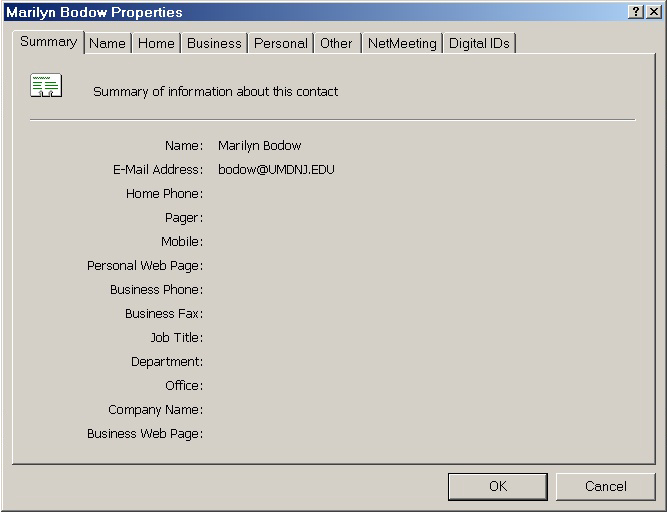 Marilyn Bodow Properties
Summary Name Home Business Personal Other NetMeeting Digital IDs
Summary of information about this contact
Name: Marilyn Bodow
E-Mail Address: bodow@UMDNJ.EDU
Home Phone:
Pager:
Mobile:
Personal Web Page:
Business Phone:
Business Fax:
Job Title:
Department:
Office:
Company Name:
Business Web Page:
OK Cancel